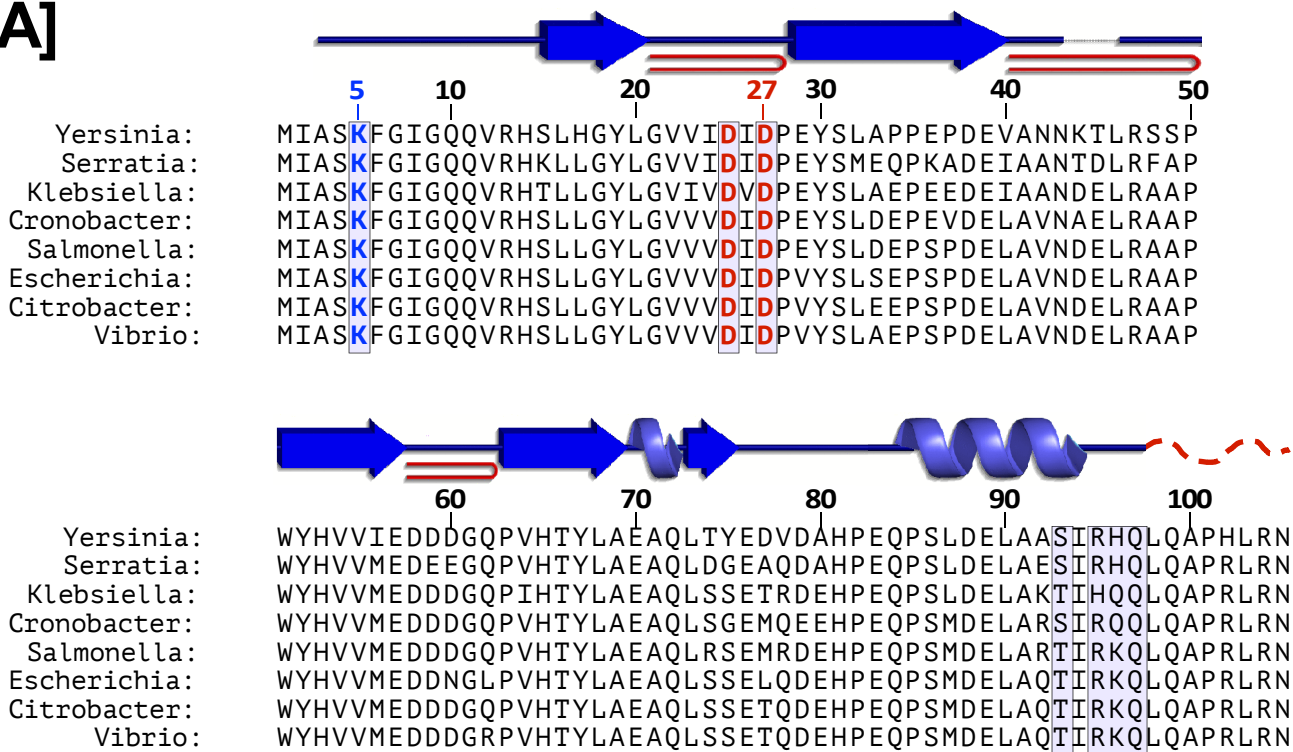 A]
5 10 20 27 30 40 50
Yersinia: MIASKFGIGQQVRHSLHGYLGVVIDIDPEYSLAPPEPDEVANNKTLRSSP
Serratia: MIASKFGIGQQVRHKLLGYLGVVIDIDPEYSMEQPKADEIAANTDLRFAP
Klebsiella: MIASKFGIGQQVRHTLLGYLGVIVDVDPEYSLAEPEEDEIAANDELRAAP
Cronobacter: MIASKFGIGQQVRHSLLGYLGVVIDIDPEYSLDEPEVDELAVNAELRAAP
Salmonella: MIASKFGIGQQVRHSLLGYLGVVVDIDPEYSLDEPSPDELAVNDELRAAP
Escherichia: MIASKFGIGQQVRHSLLGYLGVVVDIDPVYSLSEPSPDELAVNDELRAAP
Citrobacter: MIASKFGIGQQVRHSLLGYLGVVVDIDPVYSLEEPSPDELAVNDELRAAP
Vibrio: MIASKFGIGQQVRHSLLGYLGVVVDIDPVYSLAEPSPDELAVNDELRAAP
60 70 80 90 100
Yersinia: WYHVVIEDDDGQPVHTYLAEAQLTYEDVDAHPEQPSLDELAASIRHQLQAPHLRN
Serratia: WYHVVMEDEEGQPVHTYLAEAQLDGEAQDAHPEQPSLDELAESIRHQLQAPRLRN
Klebsiella: WYHVVMEDDDGQPIHTYLAEAQLSSETRDEHPEQPSLDELAKTIHQQLQAPRLRN
Cronobacter: WYHVVMEDDDGQPVHTYLAEAQLSGEMQEEHPEQPSMDELARSIRQQLQAPRLRN
Salmonella: WYHVVMEDDDGQPVHTYLAEAQLRSEMRDEHPEQPSMDELARTIRKQLQAPRLRN
Escherichia: WYHVVMEDDNGLPVHTYLAEAQLSSELQDEHPEQPSMDELAQTIRKQLQAPRLRN
Citrobacter: WYHVVMEDDDGQPVHTYLAEAQLSSETQDEHPEQPSMDELAQTIRKQLQAPRLRN
Vibrio: WYHVVMEDDDGRPVHTYLAEAQLSSETQDEHPEQPSMDELAQTIRKQLQAPRLRN